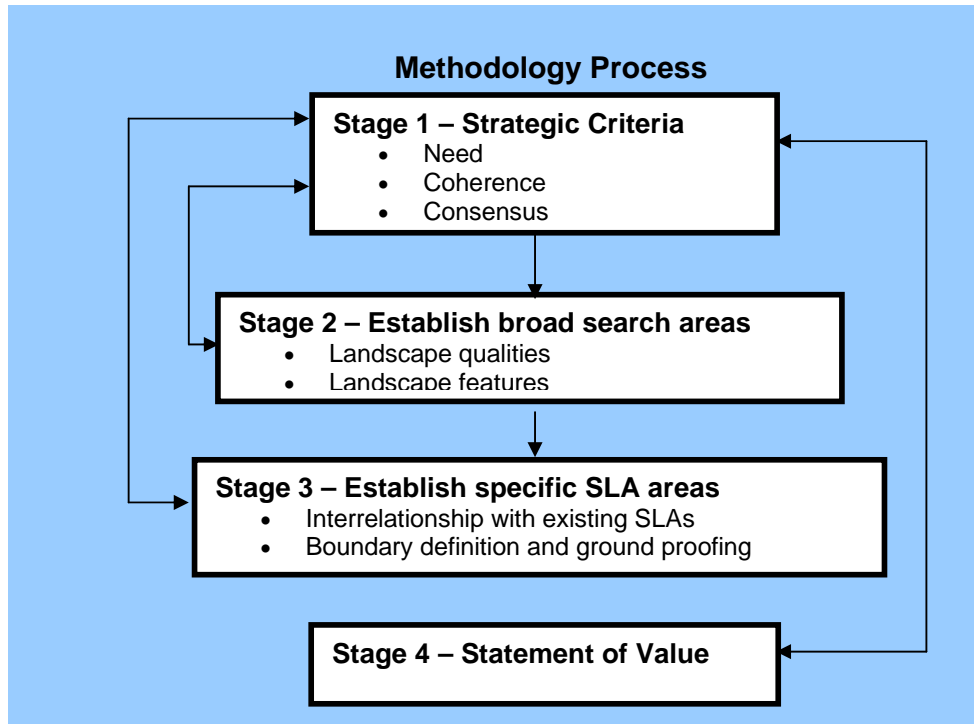 Methodology Process
Stage 1 – Strategic Criteria
• Need
• Coherence
• Consensus
Stage 2 – Establish broad search areas
• Landscape qualities
• Landscape features
Stage 3 – Establish specific SLA areas
• Interrelationship with existing SLAs
• Boundary definition and ground proofing
Stage 4 – Statement of Value